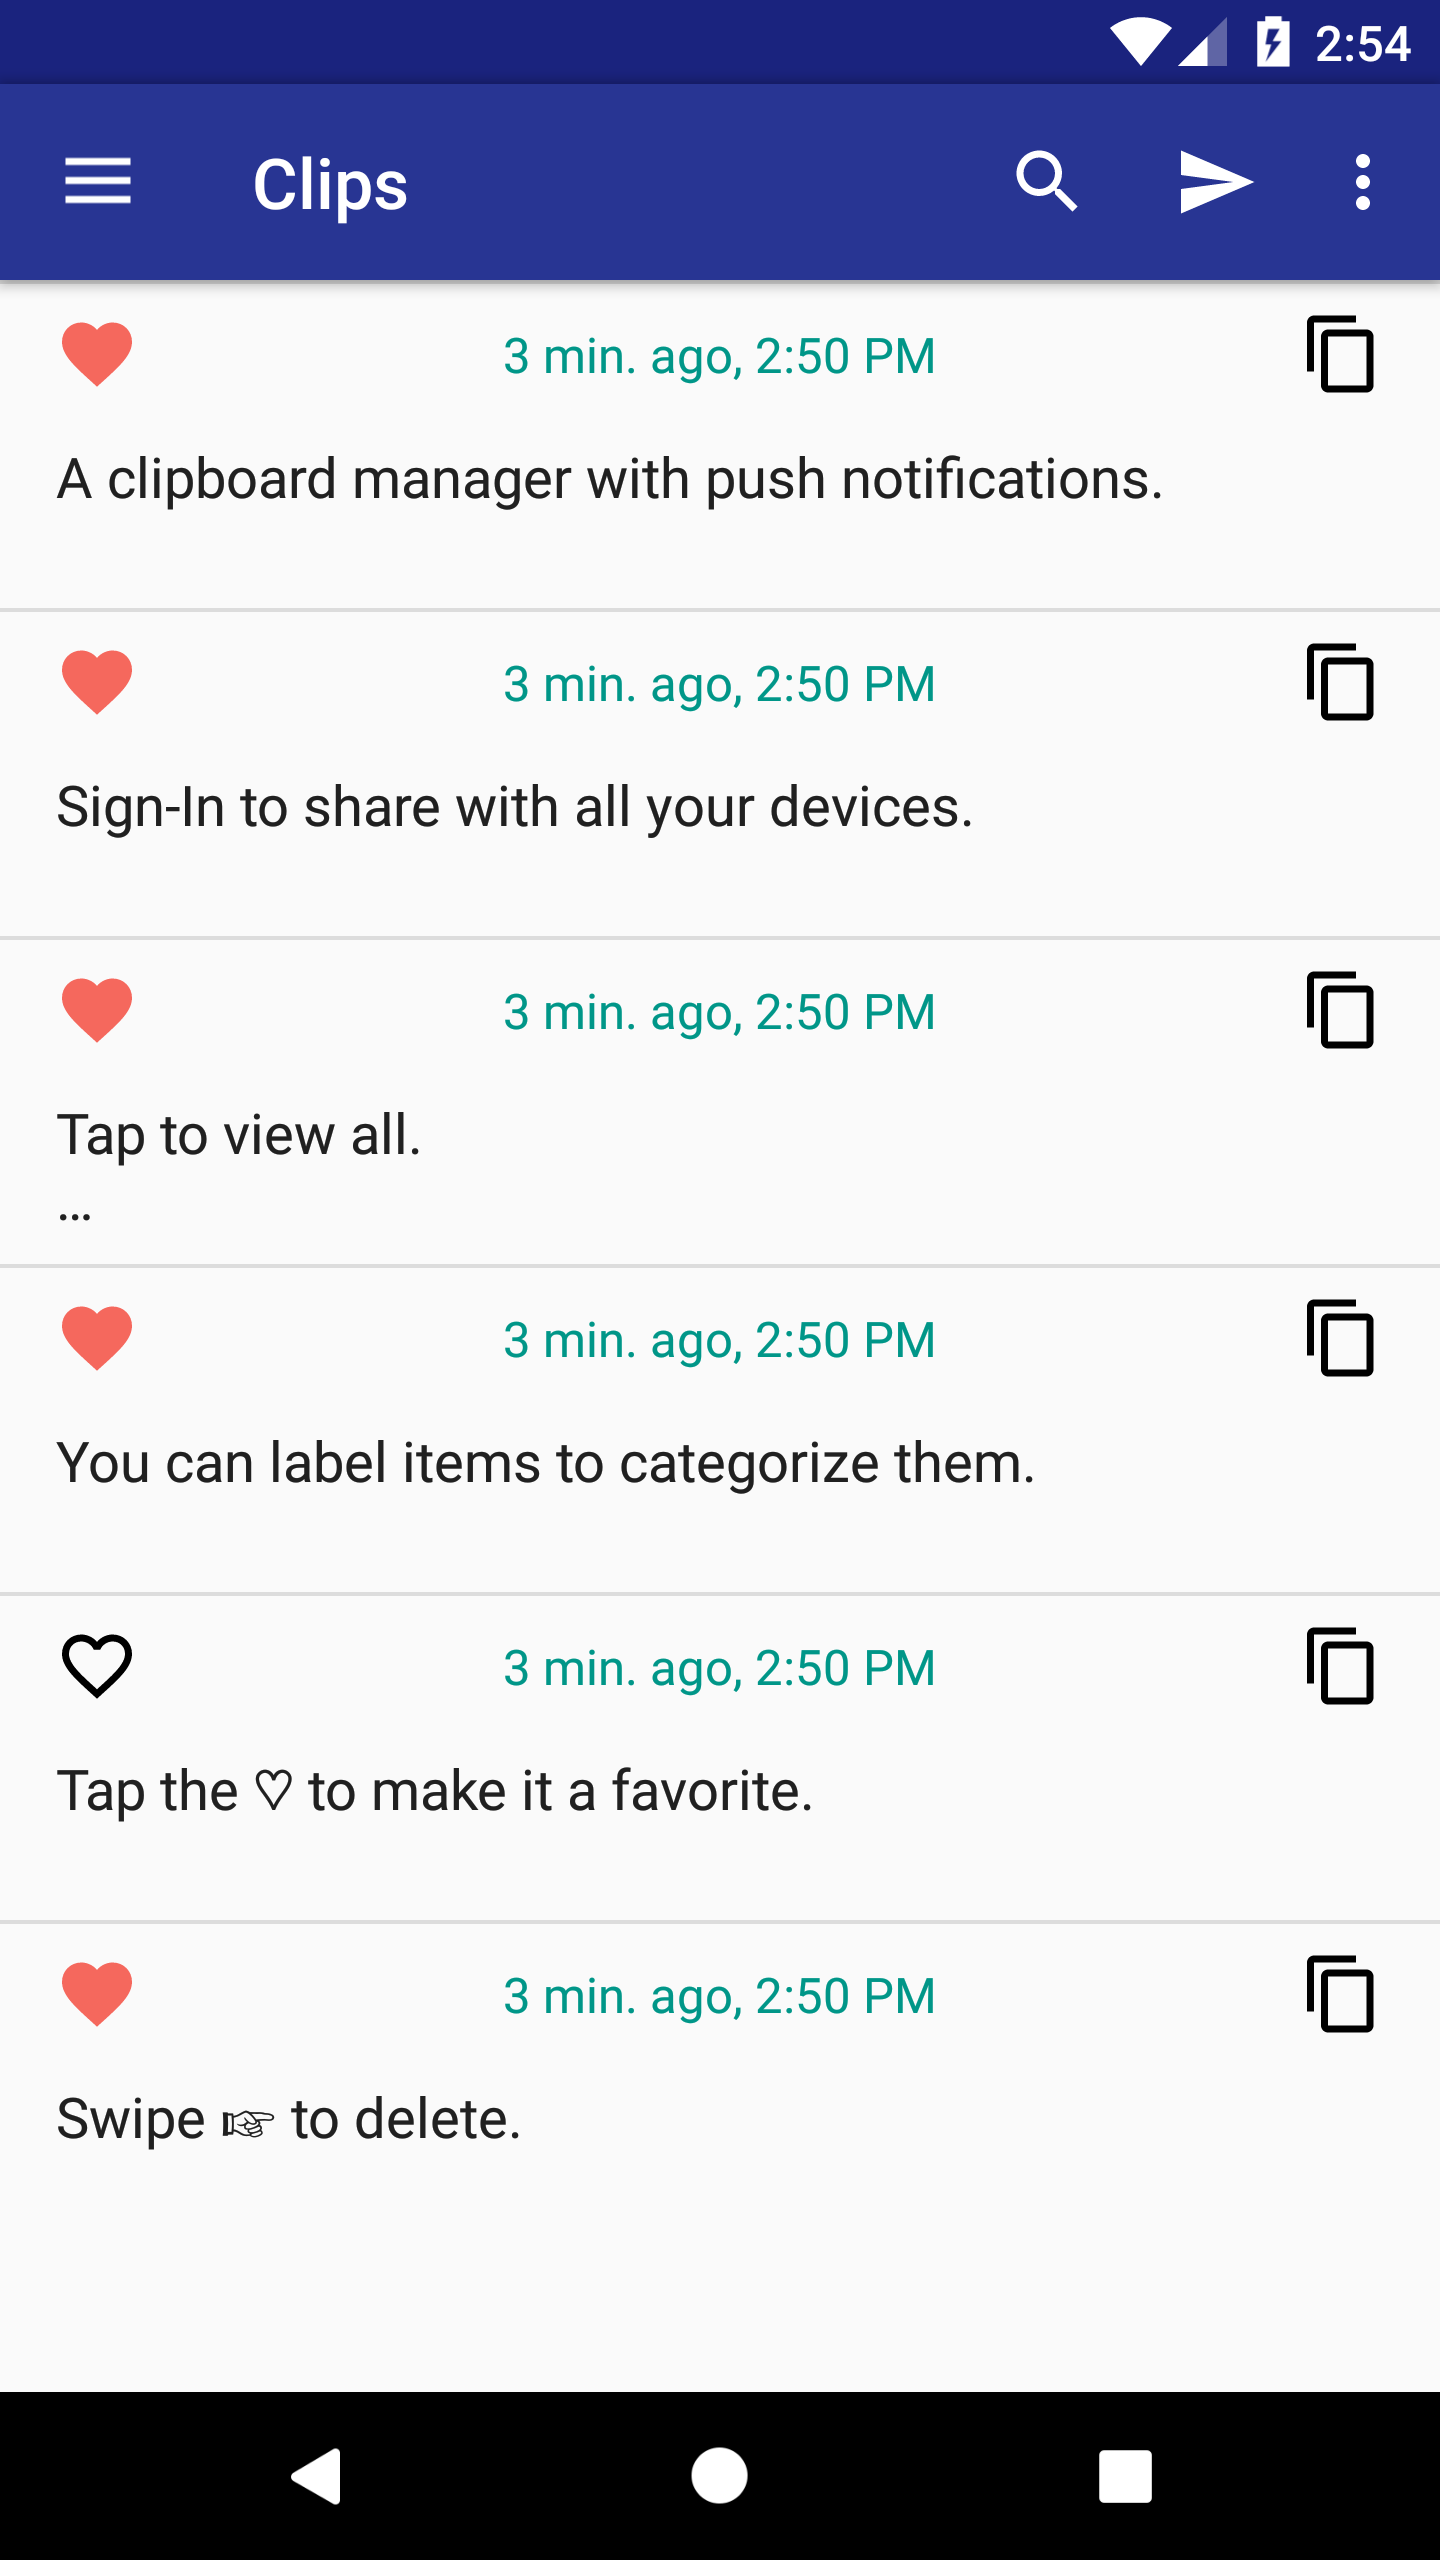 2:54
Clips
3 min. ago, 2:50 PM
A clipboard manager with push notifications.
3 min. ago, 2:50 PM
Sign-In to share with all your devices.
3 min. ago, 2:50 PM
Tap to view all.
...
3 min. ago, 2:50 PM
You can label items to categorize them.
3 min. ago, 2:50 PM
Tap the ♡ to make it a favorite.
3 min. ago, 2:50 PM
Swipe ☞ to delete.